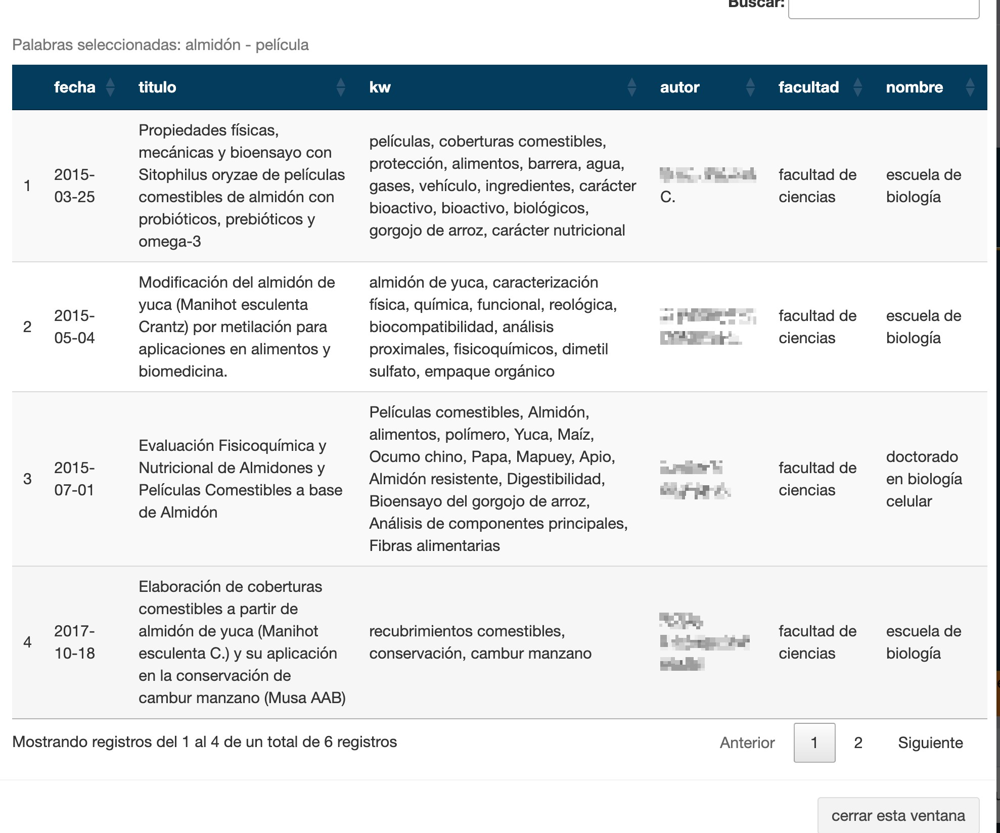 Buscar:
Palabras seleccionadas: almidón - película
fecha titulo kw autor facultad nombre
1
2015-
03-25
Propiedades físicas,
mecánicas y bioensayo con
Sitophilus oryzae de películas
comestibles de almidón con
probióticos, prebióticos y
omega-3
películas, coberturas comestibles,
protección, alimentos, barrera, agua,
gases, vehículo, ingredientes, carácter
bioactivo, bioactivo, biológicos,
gorgojo de arroz, carácter nutricional
C.
facultad de
ciencias
escuela de
biología
2
2015-
05-04
Modificación del almidón de
yuca (Manihot esculenta
Crantz) por metilación para
aplicaciones en alimentos y
biomedicina.
almidón de yuca, caracterización
física, química, funcional, reológica,
biocompatibilidad, análisis
proximales, fisicoquímicos, dimetil
sulfato, empaque orgánico
facultad de
ciencias
escuela de
biología
3
2015-
07-01
Evaluación Fisicoquímica y
Nutricional de Almidones y
Películas Comestibles a base
de Almidón
Películas comestibles, Almidón,
alimentos, polímero, Yuca, Maíz,
Ocumo chino, Papa, Mapuey, Apio,
Almidón resistente, Digestibilidad,
Bioensayo del gorgojo de arroz,
Análisis de componentes principales,
Fibras alimentarias
facultad de
ciencias
doctorado
en biología
celular
4
2017-
10-18
Elaboración de coberturas
comestibles a partir de
almidón de yuca (Manihot
esculenta C.) y su aplicación
en la conservación de
cambur manzano (Musa AAB)
recubrimientos comestibles,
conservación, cambur manzano
facultad de
ciencias
escuela de
biología
Mostrando registros del 1 al 4 de un total de 6 registros
Anterior 1 2 Siguiente
cerrar esta ventana